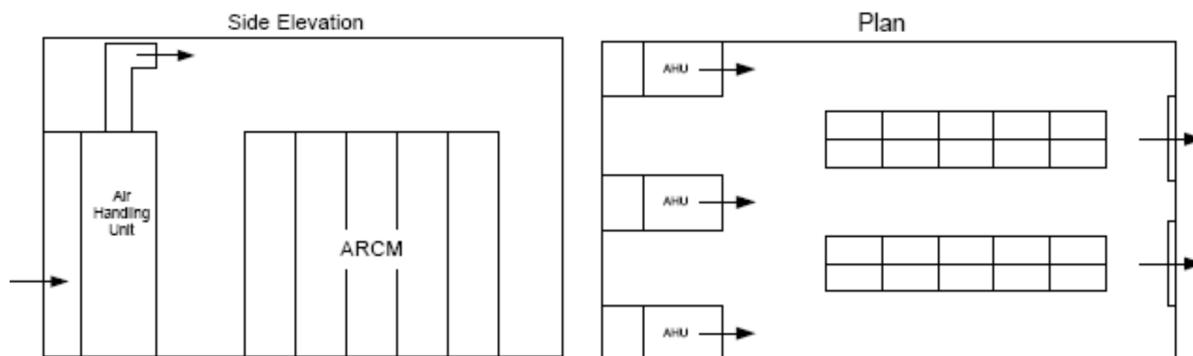 Side Elevation
Air
Handling
Unit
ARCM
Plan
AHU
AHU
AHU